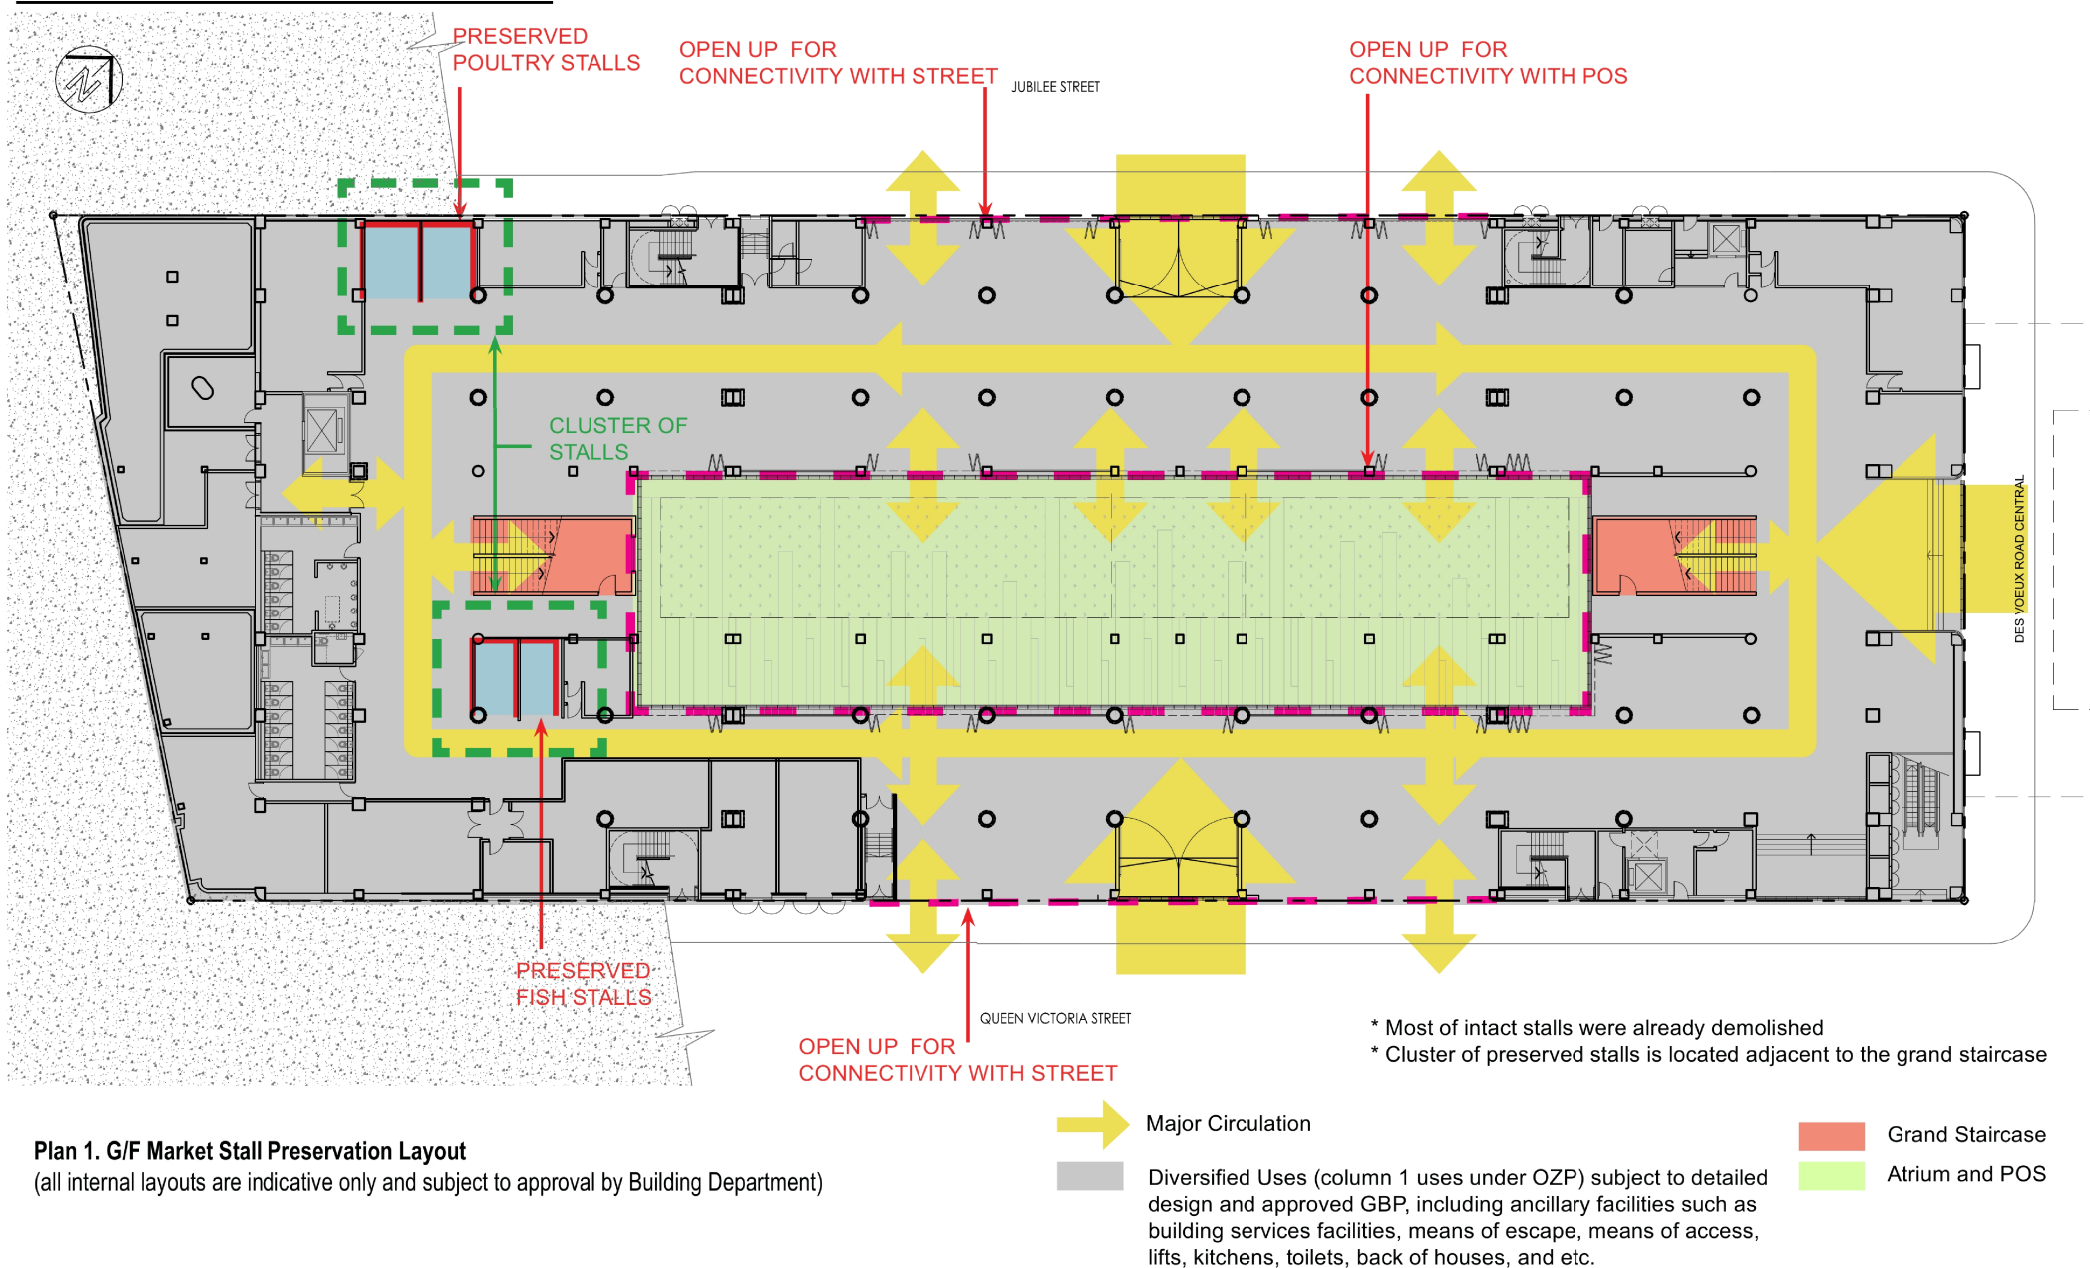 PRESERVED
POULTRY STALLS
OPEN UP FOR
CONNECTIVITY WITH STREET
JUBILEE STREET
OPEN UP FOR
CONNECTIVITY WITH POS
N
CLUSTER OF
STALLS
DES VOEUX ROAD CENTRAL
PRESERVED
FISH STALLS
QUEEN VICTORIA STREET
OPEN UP FOR
CONNECTIVITY WITH STREET
* Most of intact stalls were already demolished
* Cluster of preserved stalls is located adjacent to the grand staircase
Plan 1. G/F Market Stall Preservation Layout
(all internal layouts are indicative only and subject to approval by Building Department)
Major Circulation
Diversified Uses (column 1 uses under OZP) subject to detailed
design and approved GBP, including ancillary facilities such as
building services facilities, means of escape, means of access,
lifts, kitchens, toilets, back of houses, and etc.
Grand Staircase
Atrium and POS